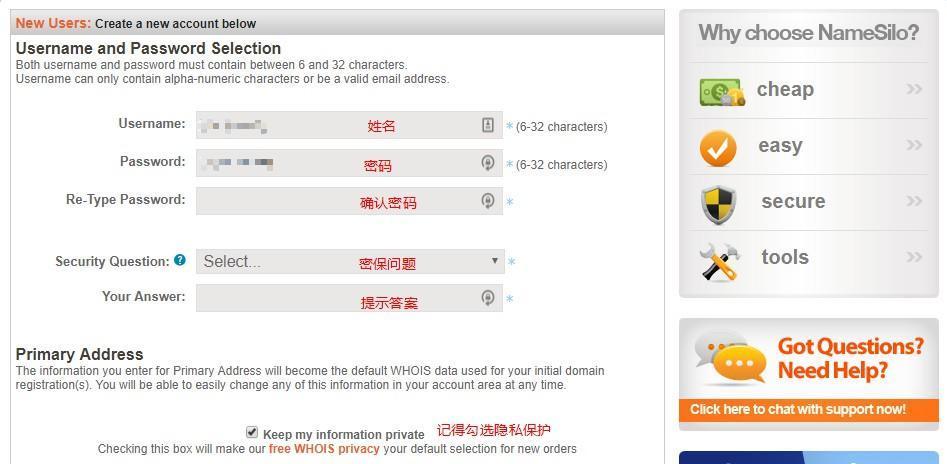 New Users: Create a new account below
Username and Password Selection
Both username and password must contain between 6 and 32 characters.
Username can only contain alpha-numeric characters or be a valid email address.
Username: 姓名 * (6-32 characters)
Password: 密码 * (6-32 characters)
Re-Type Password: 确认密码 *
Security Question: ? Select... 密保问题 *
Your Answer: 提示答案 *
Primary Address
The information you enter for Primary Address will become the default WHOIS data used for your initial domain
registration(s). You will be able to easily change any of this information in your account area at any time.
Keep my information private 记得勾选隐私保护
Checking this box will make our free WHOIS privacy your default selection for new orders
Why choose NameSilo?
cheap >>
easy >>
secure >>
tools >>
Got Questions?
Need Help?
Click here to chat with support now!